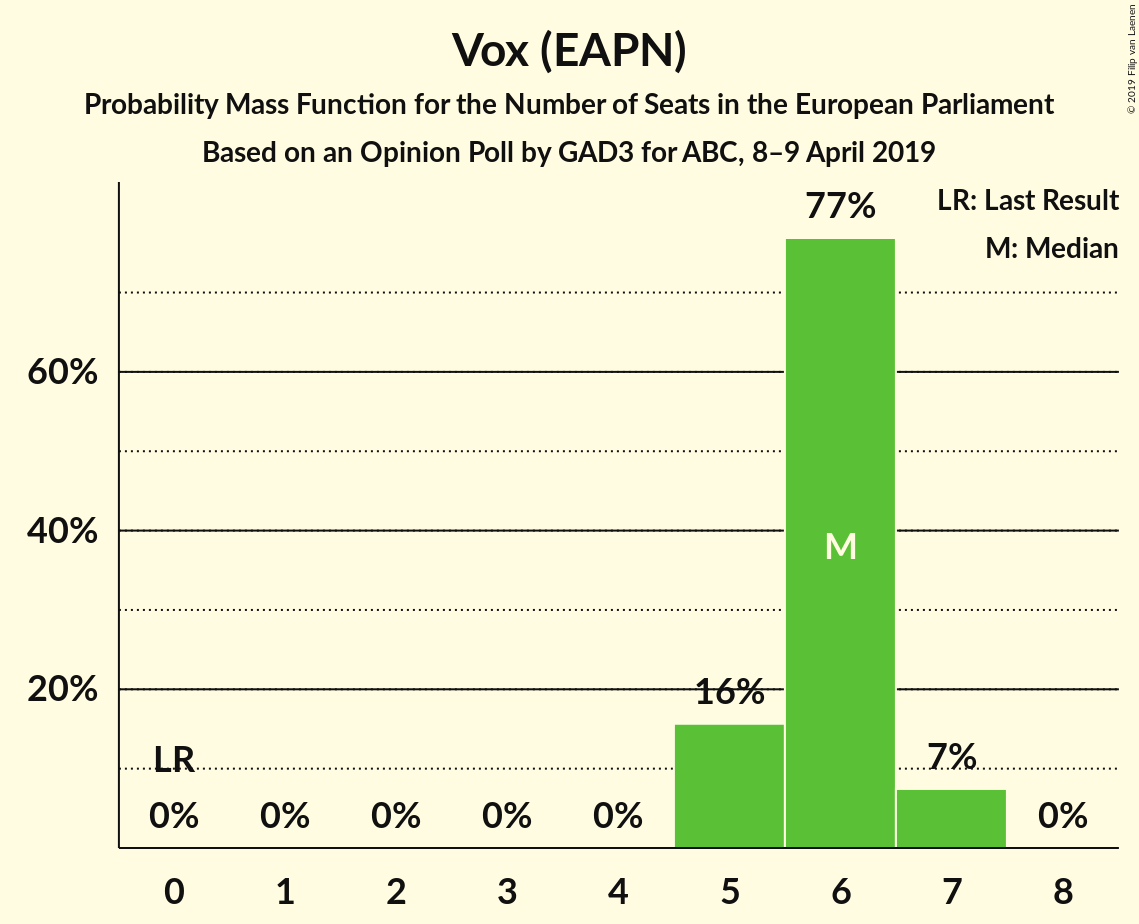 Vox (EAPN)
Probability Mass Function for the Number of Seats in the European Parliament
Based on an Opinion Poll by GAD3 for ABC, 8–9 April 2019
© 2019 Filip van Laenen
LR: Last Result
M: Median
77%
60%
40%
M
20%
16%
LR
7%
0% 0% 0% 0% 0% 0%
0 1 2 3 4 5 6 7 8